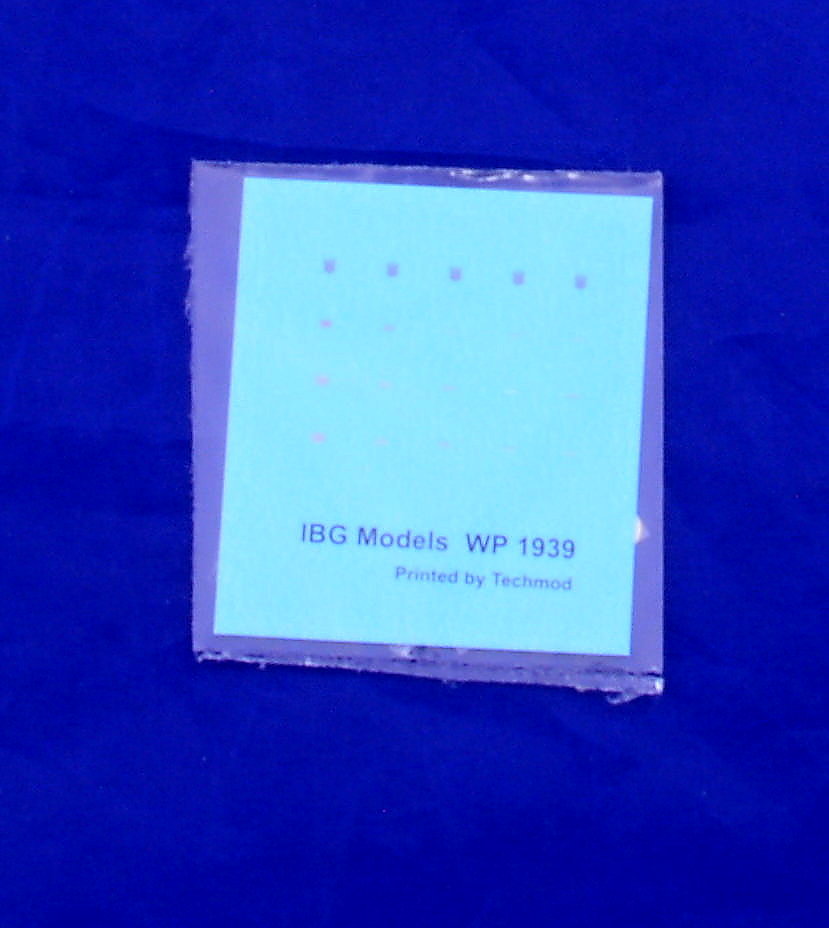 IBG Models WP 1939
Printed by Techmod